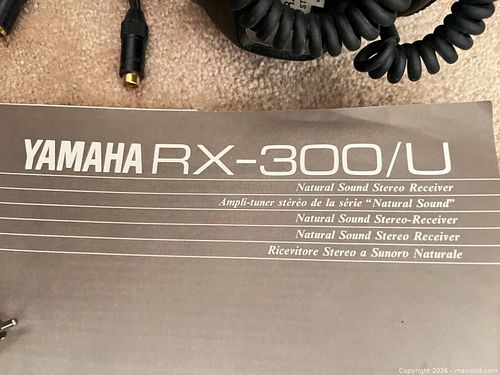 YAMAHA RX-300/U
Natural Sound Stereo Receiver
Ampli-tuner stéréo de la série "Natural Sound"
Natural Sound Stereo-Receiver
Natural Sound Stereo Receiver
Ricevitore Stereo a Sunoro Naturale
Copyright 2026 - maxsold.com